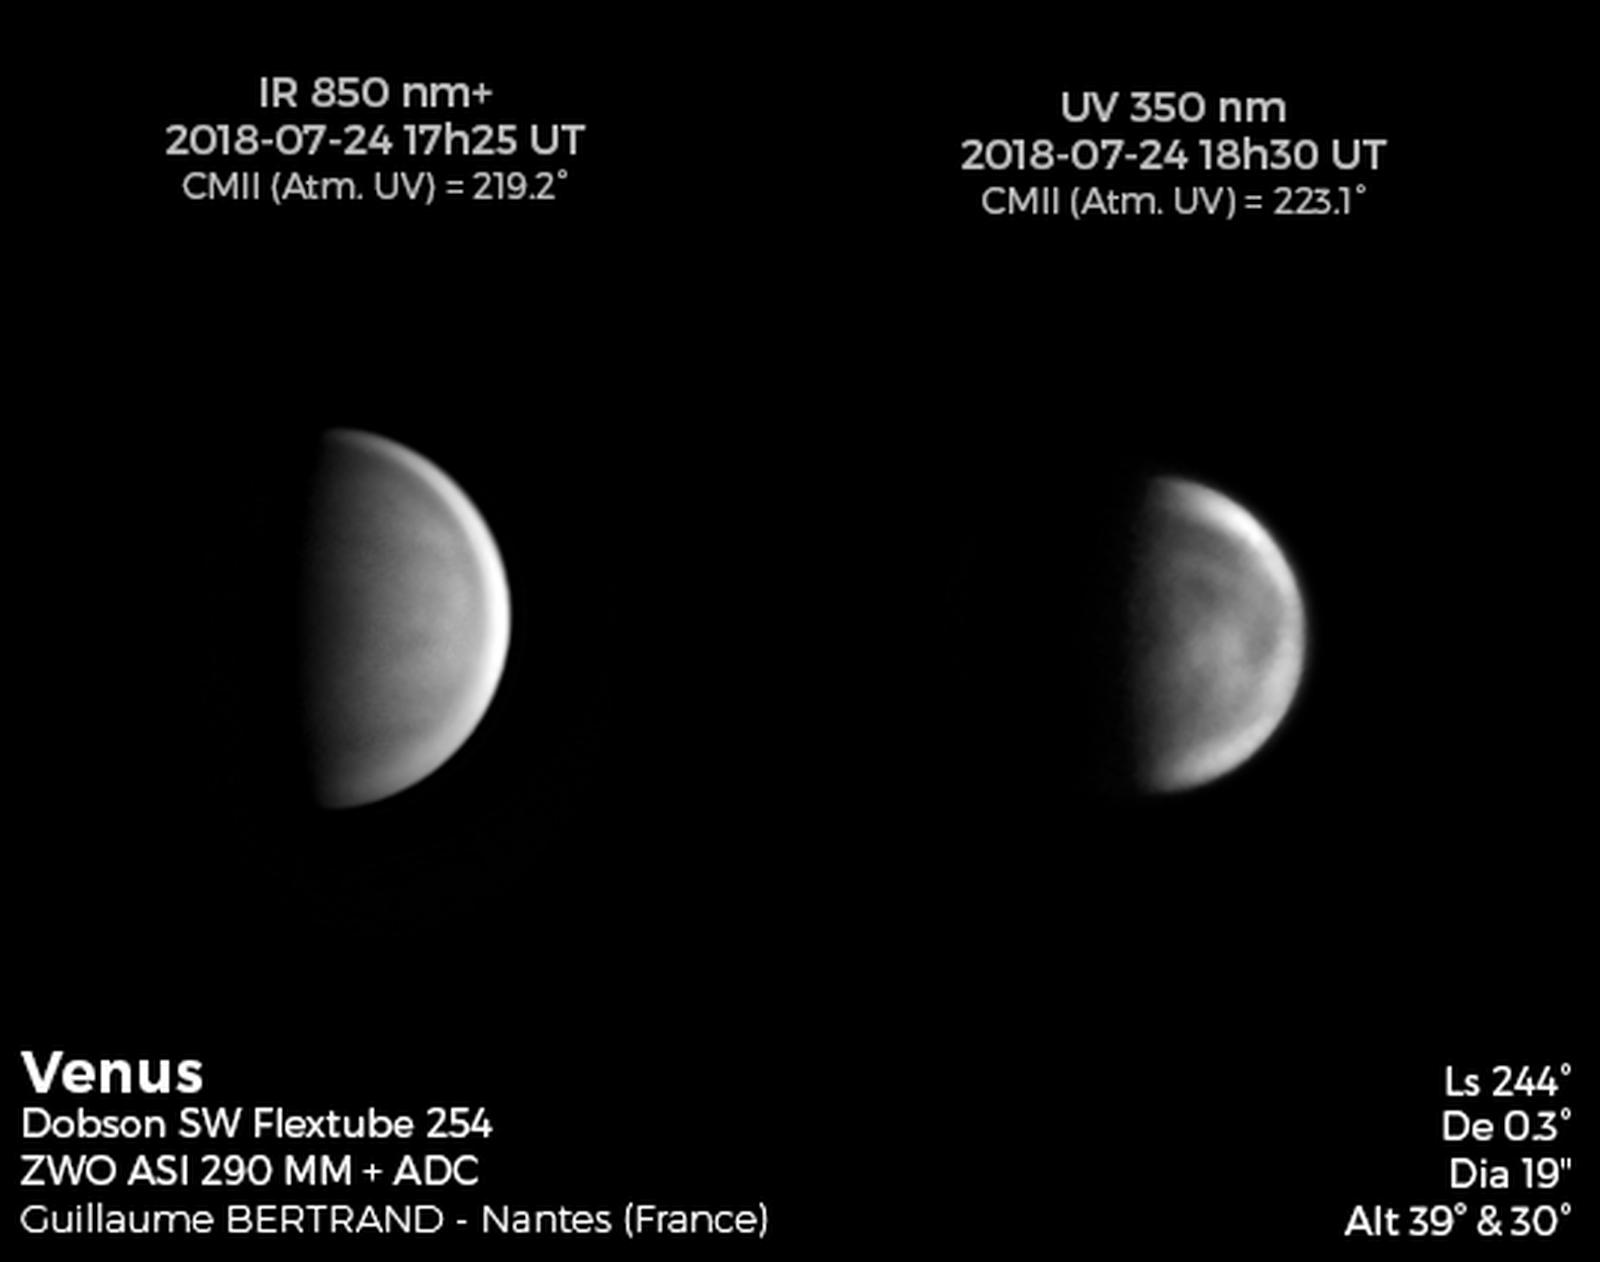 IR 850 nm+
2018-07-24 17h25 UT
CMII (Atm. UV) = 219.2°
UV 350 nm
2018-07-24 18h30 UT
CMII (Atm. UV) = 223.1°
Venus
Dobson SW Flextube 254
ZWO ASI 290 MM + ADC
Guillaume BERTRAND - Nantes (France)
Ls 244°
De 0.3°
Dia 19"
Alt 39° & 30°